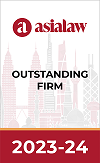 a asialaw
OUTSTANDING
FIRM
2023-24